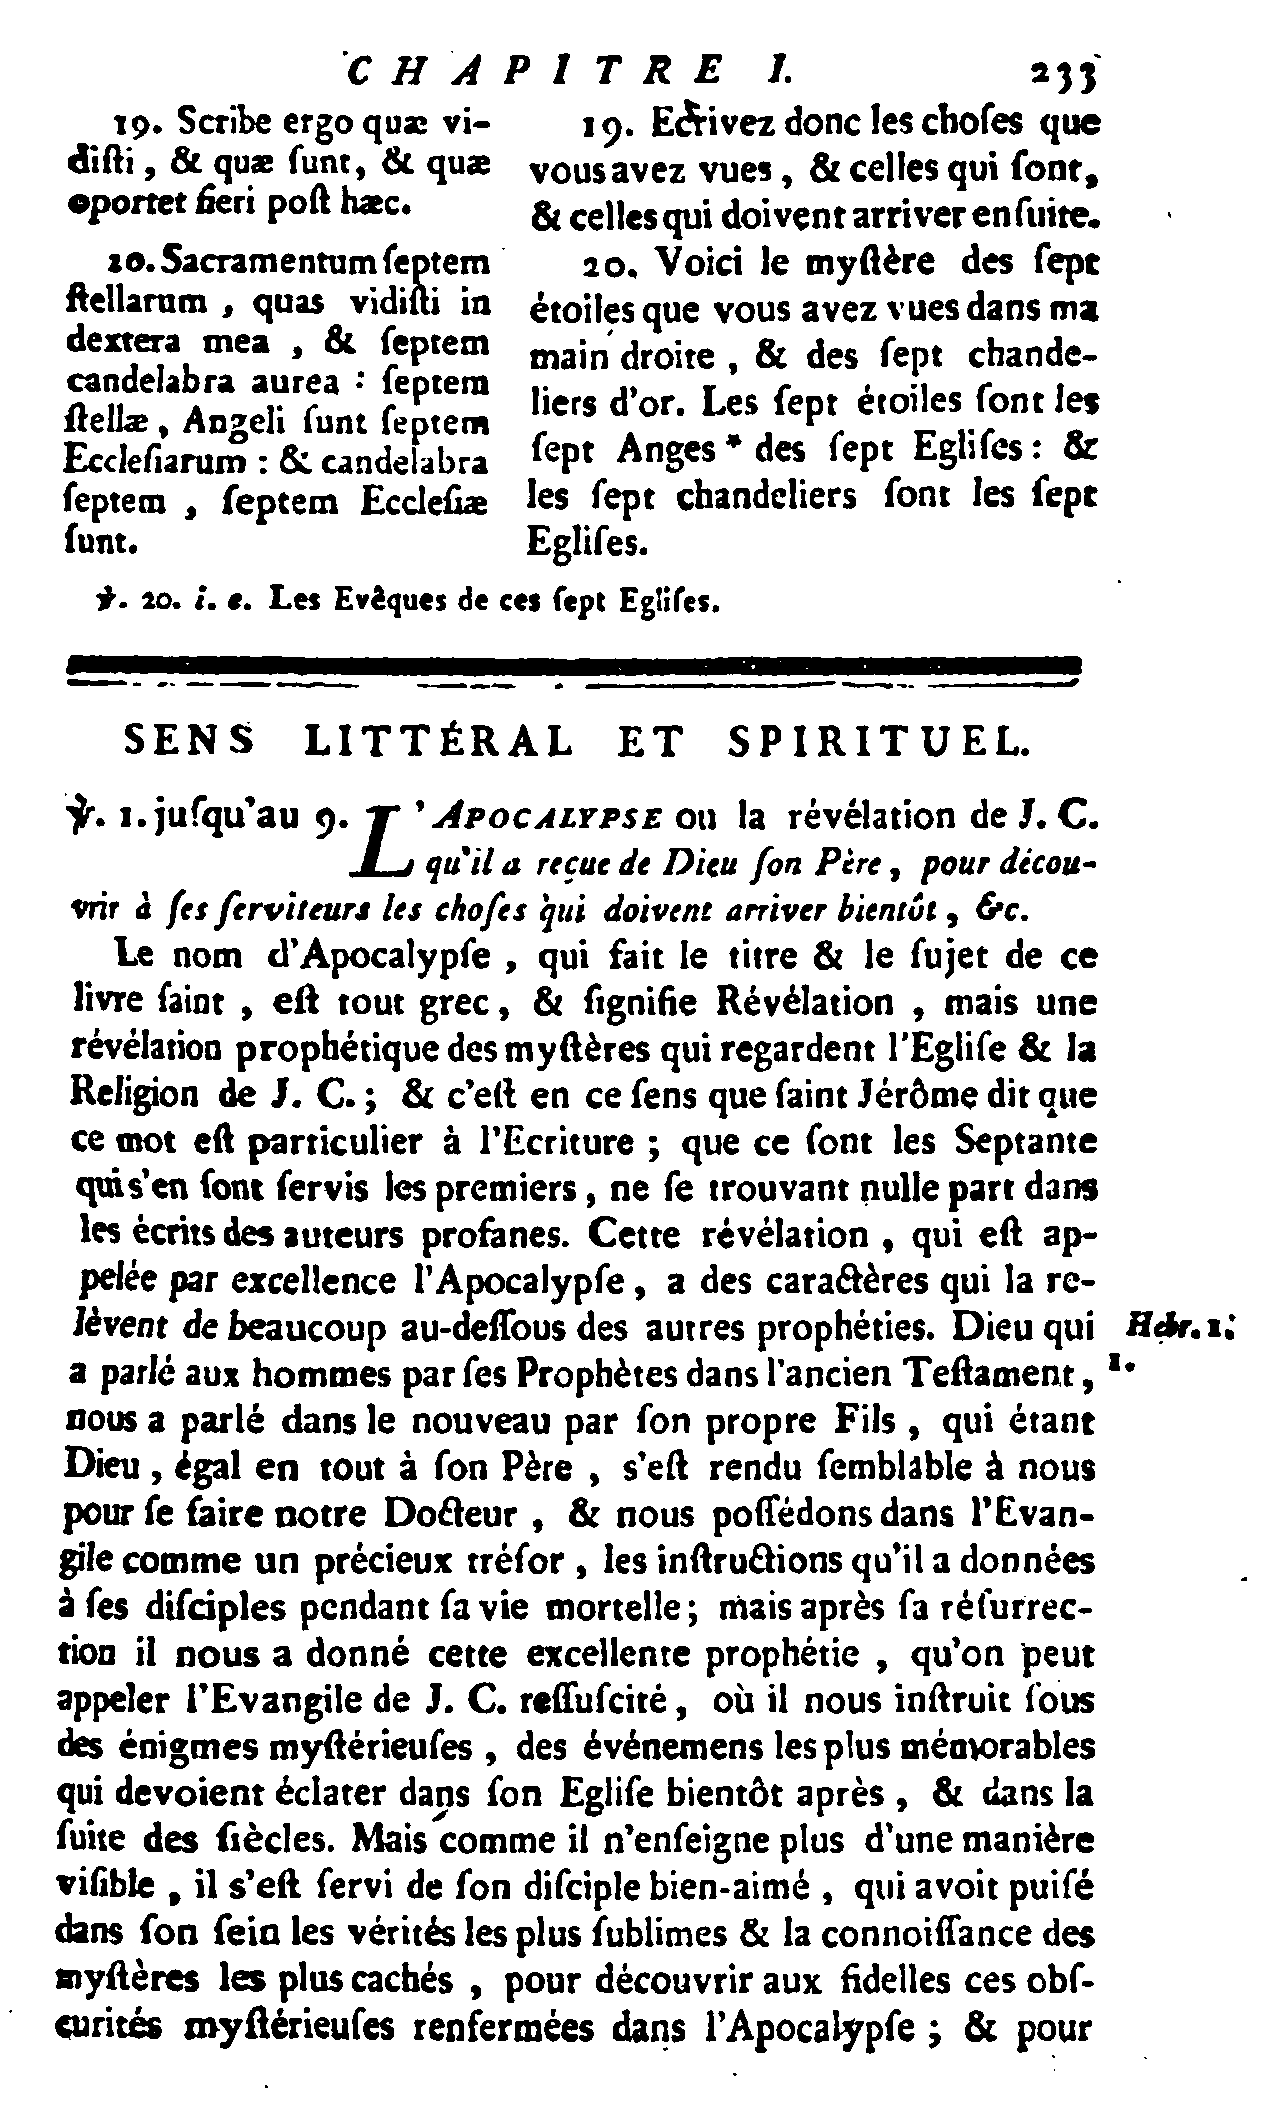 CHAPITRE I. 233
19. Scribe ergo quæ vi-
diſti, & quæ ſunt, & quæ
oportet fieri poſt hæc.
20. Sacramentum ſeptem
ſtellarum, quas vidiſti in
dextera mea, & ſeptem
candelabra aurea : ſeptem
ſtellæ, Angeli ſunt ſeptem
Eccleſiarum : & candelabra
ſeptem, ſeptem Eccleſiæ
ſunt.
19. Ecrivez donc les choſes que
vous avez vues, & celles qui ſont,
& celles qui doivent arriver enſuite.
20. Voici le myſtère des ſept
étoiles que vous avez vues dans ma
main droite, & des ſept chande-
liers d'or. Les ſept étoiles ſont les
ſept Anges * des ſept Egliſes : &
les ſept chandeliers ſont les ſept
Egliſes.
℣. 20. i. e. Les Evêques de ces ſept Egliſes.
SENS LITTÉRAL ET SPIRITUEL.
℣. 1. juſqu'au 9. L'APOCALYPSE ou la révélation de J. C.
qu'il a reçue de Dieu ſon Père, pour décou-
vrir à ſes ſerviteurs les choſes qui doivent arriver bientôt, &c.
Le nom d'Apocalypſe, qui fait le titre & le ſujet de ce
livre ſaint, eſt tout grec, & ſignifie Révélation, mais une
révélation prophétique des myſtères qui regardent l'Egliſe & la
Religion de J. C.; & c'eſt en ce ſens que ſaint Jérôme dit que
ce mot eſt particulier à l'Ecriture ; que ce ſont les Septante
qui s'en ſont ſervis les premiers, ne ſe trouvant nulle part dans
les écrits des auteurs profanes. Cette révélation, qui eſt ap-
pelée par excellence l'Apocalypſe, a des caractères qui la re-
lèvent de beaucoup au-deſſous des autres prophéties. Dieu qui
Hebr. 1.
a parlé aux hommes par ſes Prophètes dans l'ancien Teſtament,
1.
nous a parlé dans le nouveau par ſon propre Fils, qui étant
Dieu, égal en tout à ſon Père, s'eſt rendu ſemblable à nous
pour ſe faire notre Docteur, & nous poſſédons dans l'Evan-
gile comme un précieux tréſor, les inſtructions qu'il a données
à ſes diſciples pendant ſa vie mortelle; mais après ſa réſurrec-
tion il nous a donné cette excellente prophétie, qu'on peut
appeler l'Evangile de J. C. reſſuſcité, où il nous inſtruit ſous
des énigmes myſtérieuſes, des événemens les plus mémorables
qui devoient éclater dans ſon Egliſe bientôt après, & dans la
ſuite des ſiècles. Mais comme il n'enſeigne plus d'une manière
viſible, il s'eſt ſervi de ſon diſciple bien-aimé, qui avoit puiſé
dans ſon ſein les vérités les plus ſublimes & la connoiſſance des
myſtères les plus cachés, pour découvrir aux fidelles ces obſ-
curités myſtérieuſes renfermées dans l'Apocalypſe ; & pour